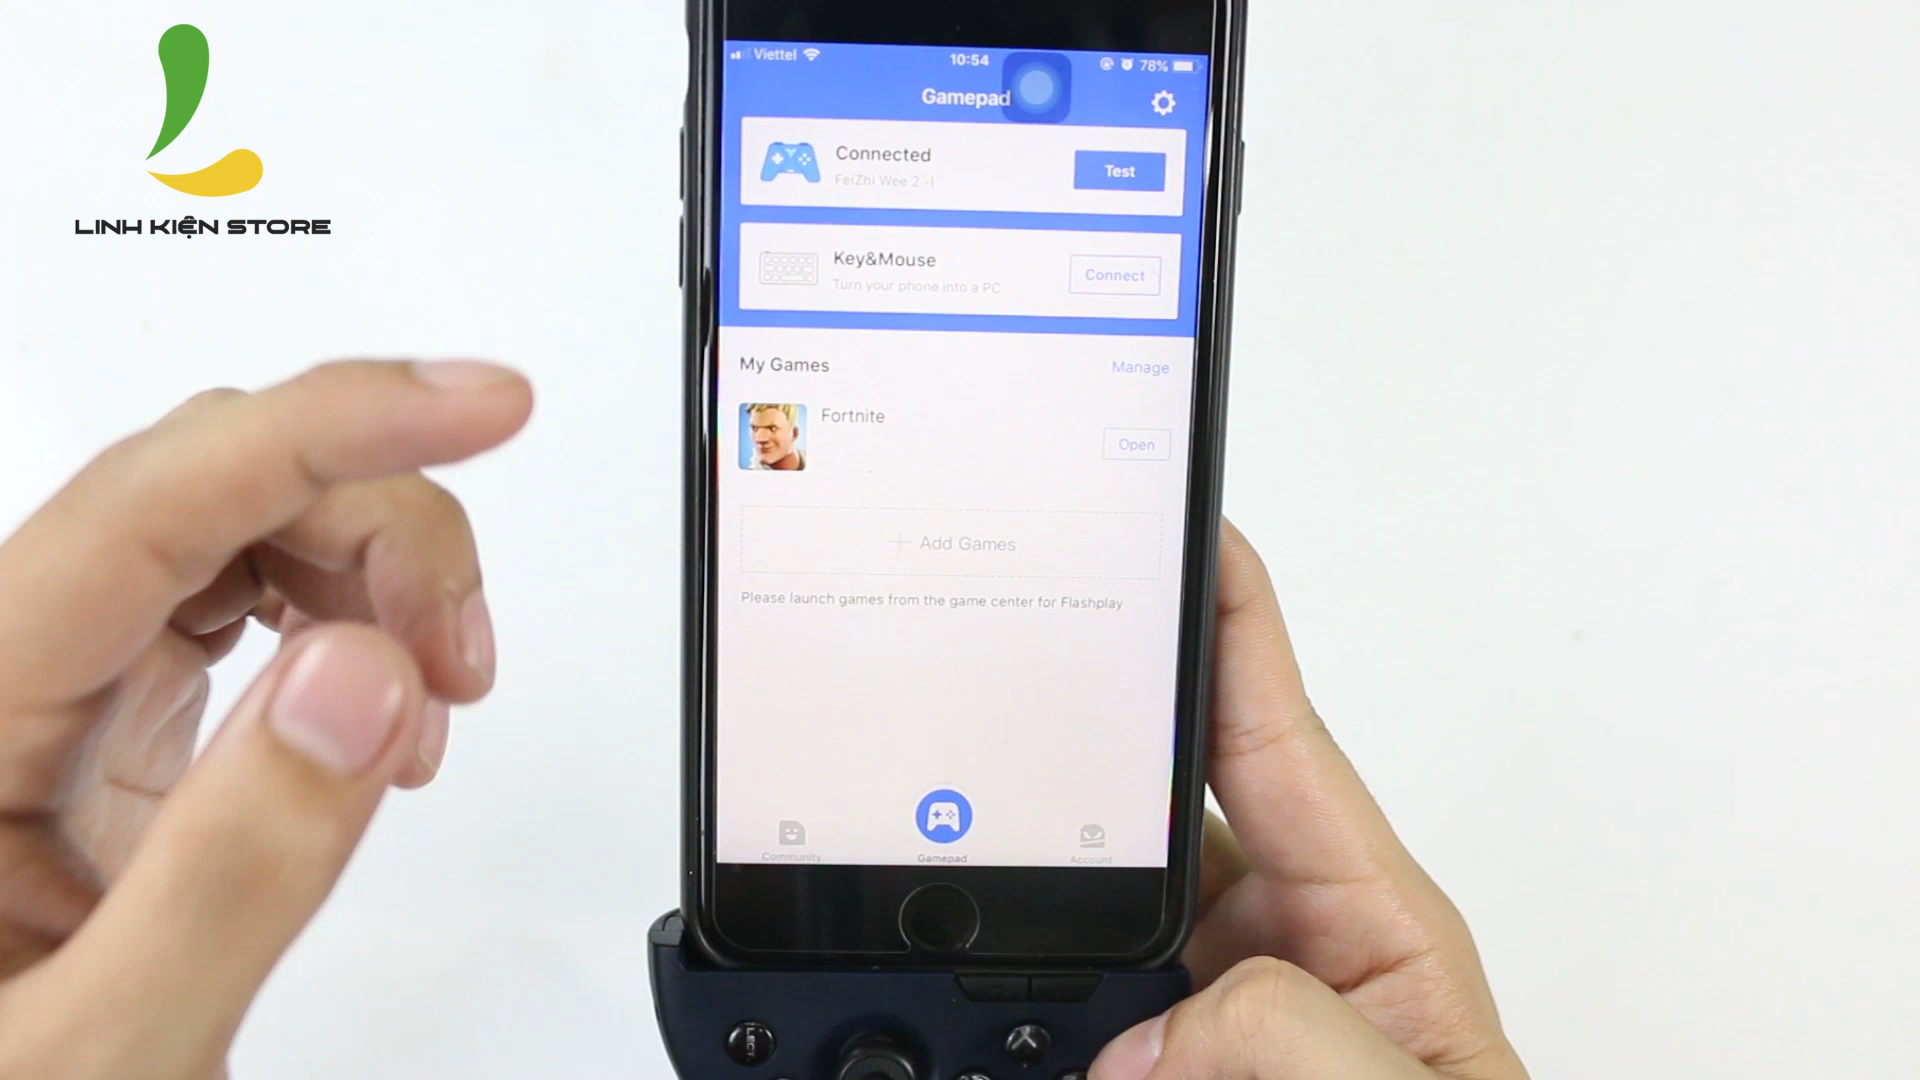 LINH KIỆN STORE
Viettel 10:54 78%
Gamepad
Connected
FeiZhi Wee 2 -I
Test
Key&Mouse
Turn your phone into a PC
Connect
My Games
Manage
Fortnite
Open
+ Add Games
Please launch games from the game center for Flashplay
Community
Gamepad
Account
LECT
X